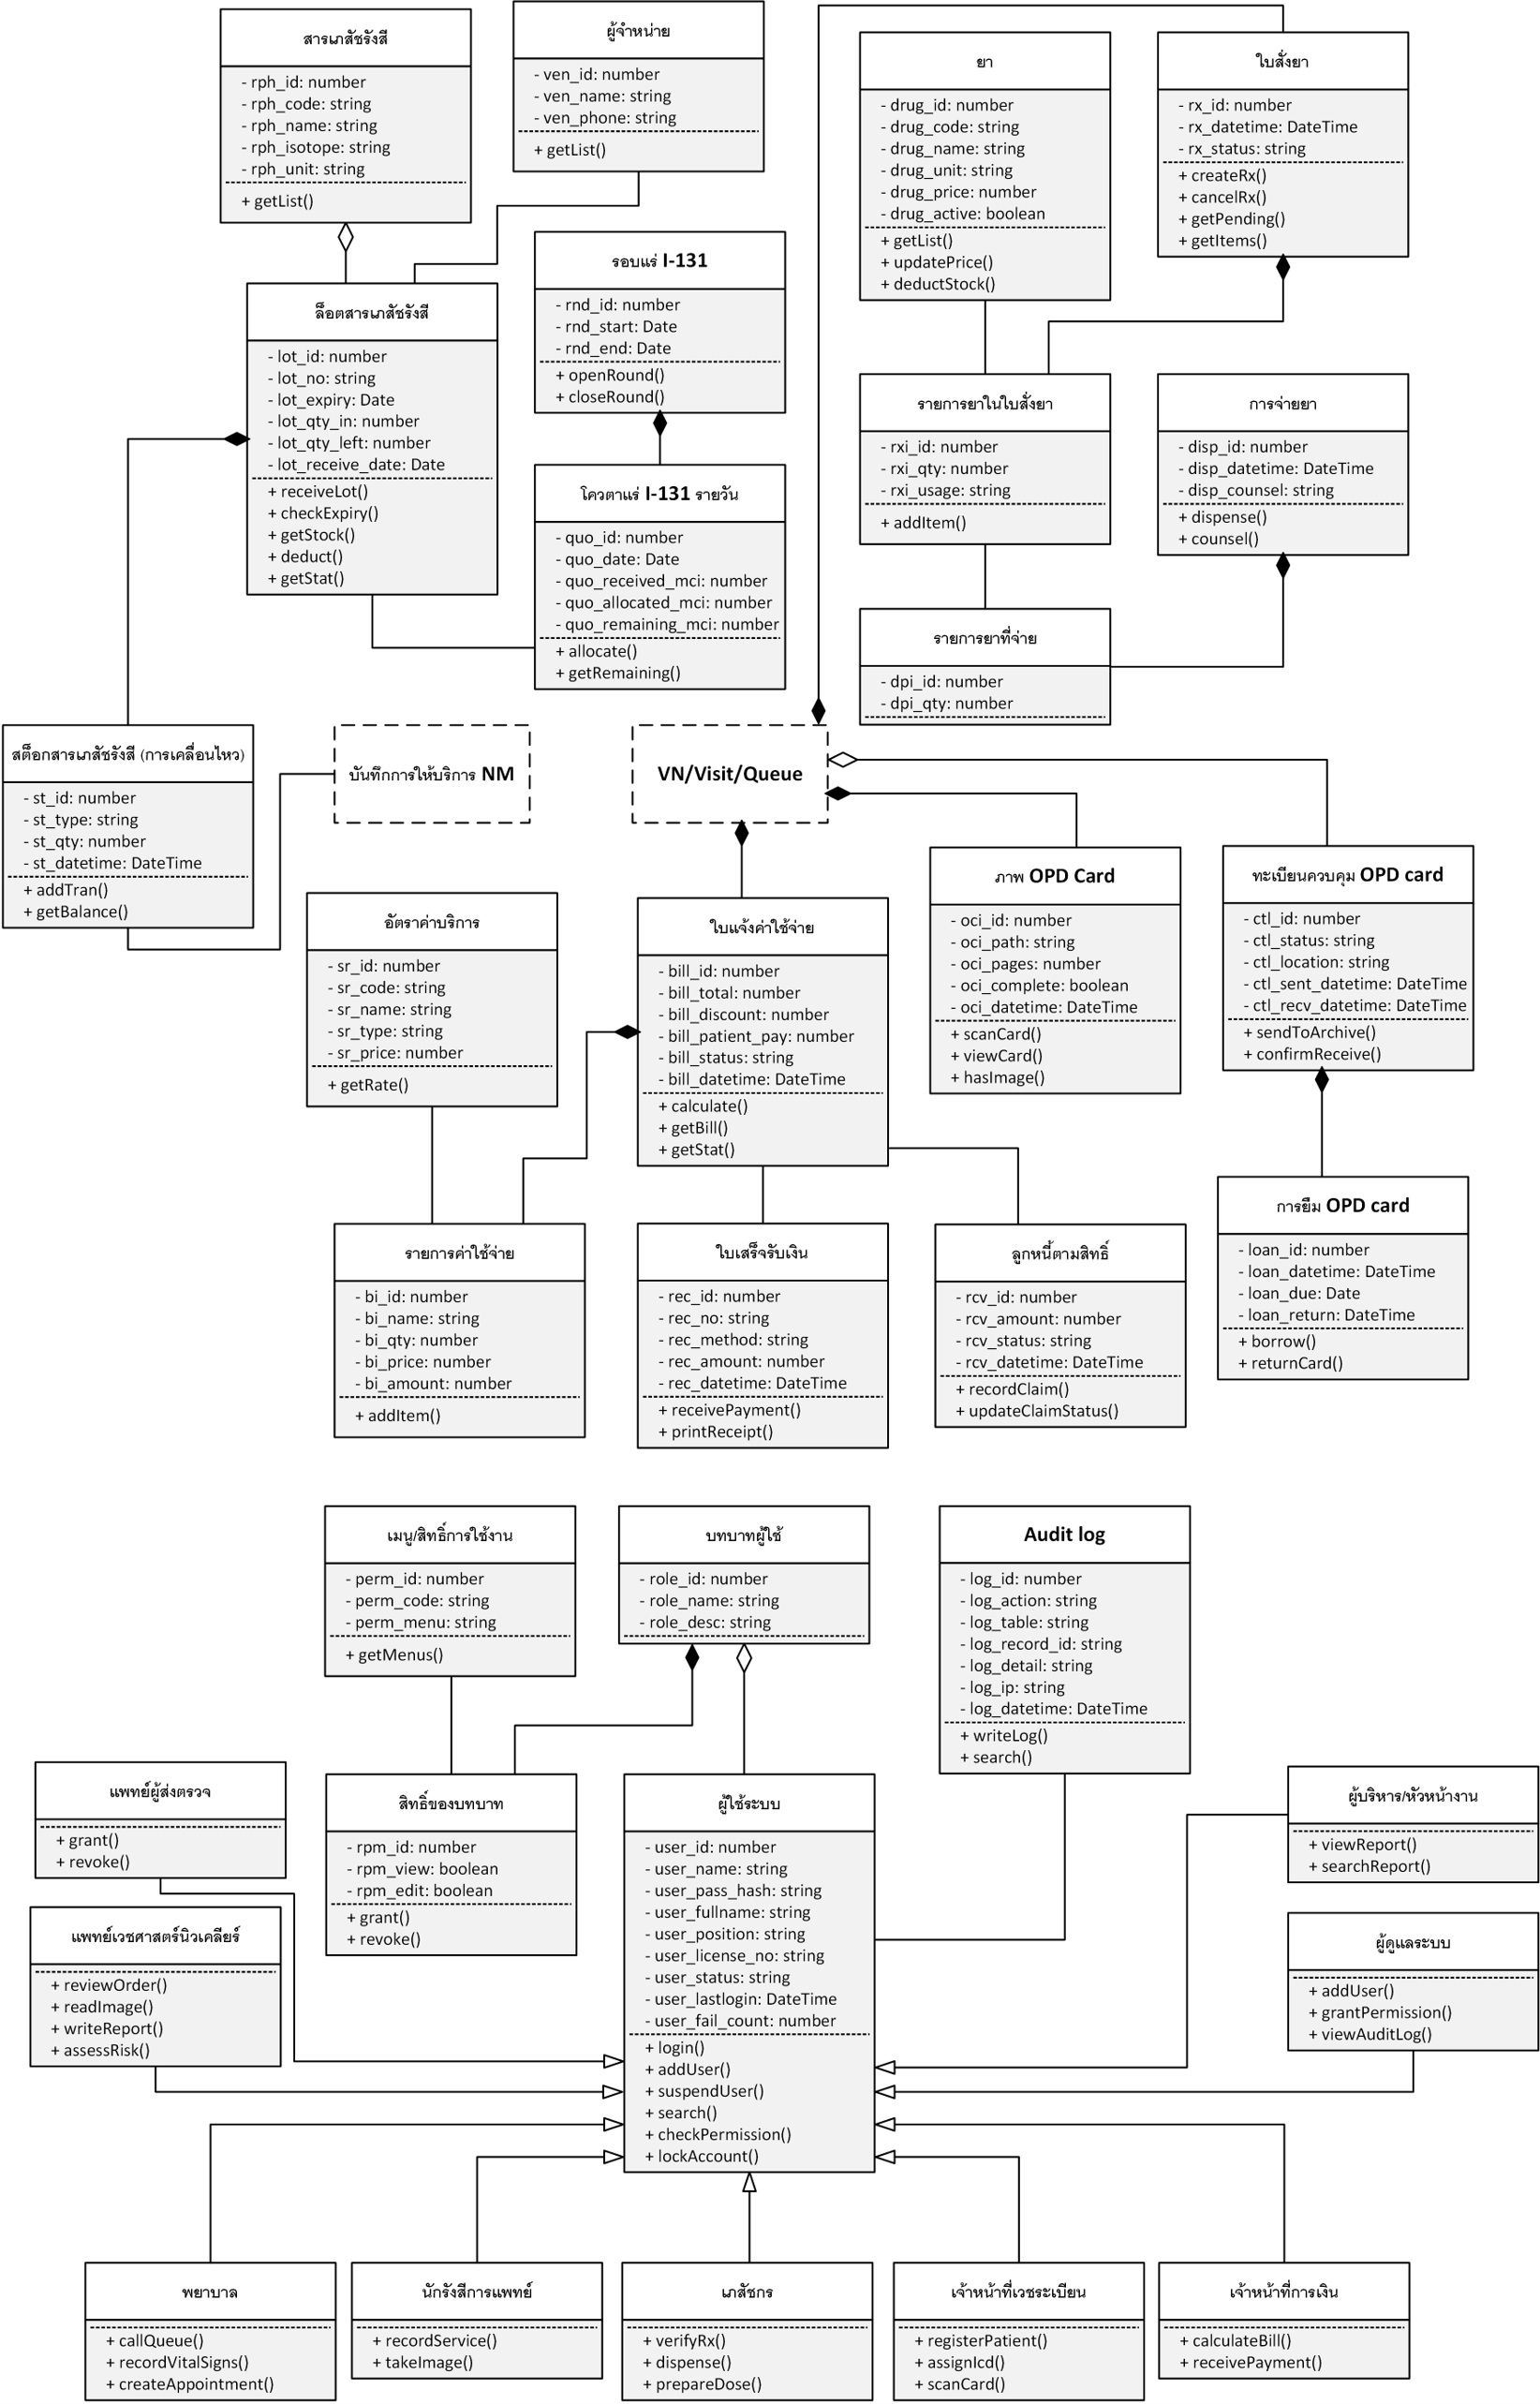 สารเภสัชรังสี
- rph_id: number
- rph_code: string
- rph_name: string
- rph_isotope: string
- rph_unit: string
+ getList()
ผู้จำหน่าย
- ven_id: number
- ven_name: string
- ven_phone: string
+ getList()
ยา
- drug_id: number
- drug_code: string
- drug_name: string
- drug_unit: string
- drug_price: number
- drug_active: boolean
+ getList()
+ updatePrice()
+ deductStock()
ใบสั่งยา
- rx_id: number
- rx_datetime: DateTime
- rx_status: string
+ createRx()
+ cancelRx()
+ getPending()
+ getItems()
ล็อตสารเภสัชรังสี
- lot_id: number
- lot_no: string
- lot_expiry: Date
- lot_qty_in: number
- lot_qty_left: number
- lot_receive_date: Date
+ receiveLot()
+ checkExpiry()
+ getStock()
+ deduct()
+ getStat()
รอบแร่ I-131
- rnd_id: number
- rnd_start: Date
- rnd_end: Date
+ openRound()
+ closeRound()
โควตาแร่ I-131 รายวัน
- quo_id: number
- quo_date: Date
- quo_received_mci: number
- quo_allocated_mci: number
- quo_remaining_mci: number
+ allocate()
+ getRemaining()
รายการยาในใบสั่งยา
- rxi_id: number
- rxi_qty: number
- rxi_usage: string
+ addItem()
การจ่ายยา
- disp_id: number
- disp_datetime: DateTime
- disp_counsel: string
+ dispense()
+ counsel()
รายการยาที่จ่าย
- dpi_id: number
- dpi_qty: number
สต็อกสารเภสัชรังสี (การเคลื่อนไหว)
- st_id: number
- st_type: string
- st_qty: number
- st_datetime: DateTime
+ addTran()
+ getBalance()
บันทึกการให้บริการ NM
VN/Visit/Queue
อัตราค่าบริการ
- sr_id: number
- sr_code: string
- sr_name: string
- sr_type: string
- sr_price: number
+ getRate()
ใบแจ้งค่าใช้จ่าย
- bill_id: number
- bill_total: number
- bill_discount: number
- bill_patient_pay: number
- bill_status: string
- bill_datetime: DateTime
+ calculate()
+ getBill()
+ getStat()
ภาพ OPD Card
- oci_id: number
- oci_path: string
- oci_pages: number
- oci_complete: boolean
- oci_datetime: DateTime
+ scanCard()
+ viewCard()
+ hasImage()
ทะเบียนควบคุม OPD card
- ctl_id: number
- ctl_status: string
- ctl_location: string
- ctl_sent_datetime: DateTime
- ctl_recv_datetime: DateTime
+ sendToArchive()
+ confirmReceive()
รายการค่าใช้จ่าย
- bi_id: number
- bi_name: string
- bi_qty: number
- bi_price: number
- bi_amount: number
+ addItem()
ใบเสร็จรับเงิน
- rec_id: number
- rec_no: string
- rec_method: string
- rec_amount: number
- rec_datetime: DateTime
+ receivePayment()
+ printReceipt()
ลูกหนี้ตามสิทธิ์
- rcv_id: number
- rcv_amount: number
- rcv_status: string
- rcv_datetime: DateTime
+ recordClaim()
+ updateClaimStatus()
การยืม OPD card
- loan_id: number
- loan_datetime: DateTime
- loan_due: Date
- loan_return: DateTime
+ borrow()
+ returnCard()
เมนู/สิทธิ์การใช้งาน
- perm_id: number
- perm_code: string
- perm_menu: string
+ getMenus()
บทบาทผู้ใช้
- role_id: number
- role_name: string
- role_desc: string
Audit log
- log_id: number
- log_action: string
- log_table: string
- log_record_id: string
- log_detail: string
- log_ip: string
- log_datetime: DateTime
+ writeLog()
+ search()
แพทย์ผู้ส่งตรวจ
+ grant()
+ revoke()
สิทธิ์ของบทบาท
- rpm_id: number
- rpm_view: boolean
- rpm_edit: boolean
+ grant()
+ revoke()
ผู้ใช้ระบบ
- user_id: number
- user_name: string
- user_pass_hash: string
- user_fullname: string
- user_position: string
- user_license_no: string
- user_status: string
- user_lastlogin: DateTime
- user_fail_count: number
+ login()
+ addUser()
+ suspendUser()
+ search()
+ checkPermission()
+ lockAccount()
ผู้บริหาร/หัวหน้างาน
+ viewReport()
+ searchReport()
แพทย์เวชศาสตร์นิวเคลียร์
+ reviewOrder()
+ readImage()
+ writeReport()
+ assessRisk()
ผู้ดูแลระบบ
+ addUser()
+ grantPermission()
+ viewAuditLog()
พยาบาล
+ callQueue()
+ recordVitalSigns()
+ createAppointment()
นักรังสีการแพทย์
+ recordService()
+ takeImage()
เภสัชกร
+ verifyRx()
+ dispense()
+ prepareDose()
เจ้าหน้าที่เวชระเบียน
+ registerPatient()
+ assignIcd()
+ scanCard()
เจ้าหน้าที่การเงิน
+ calculateBill()
+ receivePayment()